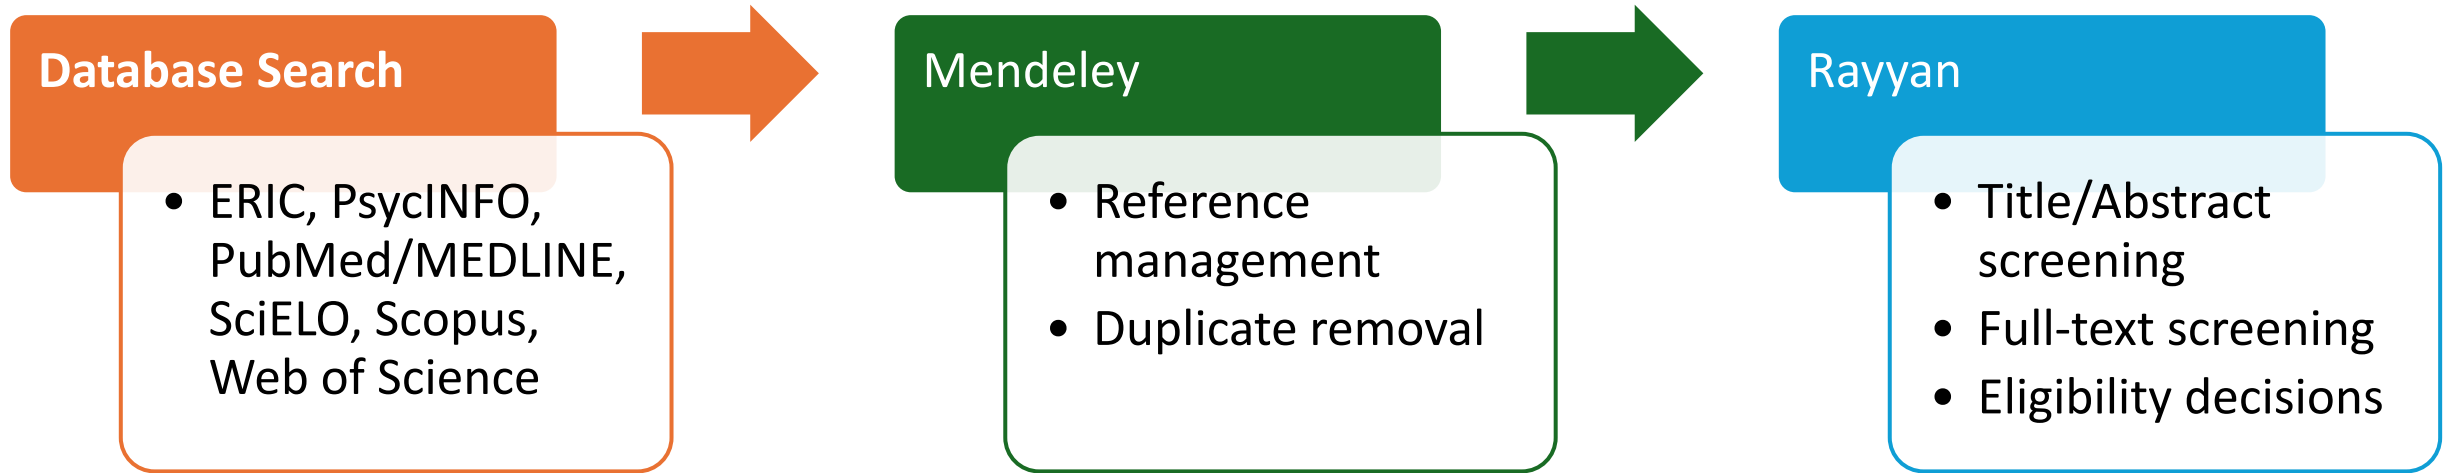 Database Search
• ERIC, PsycINFO,
PubMed/MEDLINE,
SciELO, Scopus,
Web of Science
Mendeley
• Reference
management
• Duplicate removal
Rayyan
• Title/Abstract
screening
• Full-text screening
• Eligibility decisions